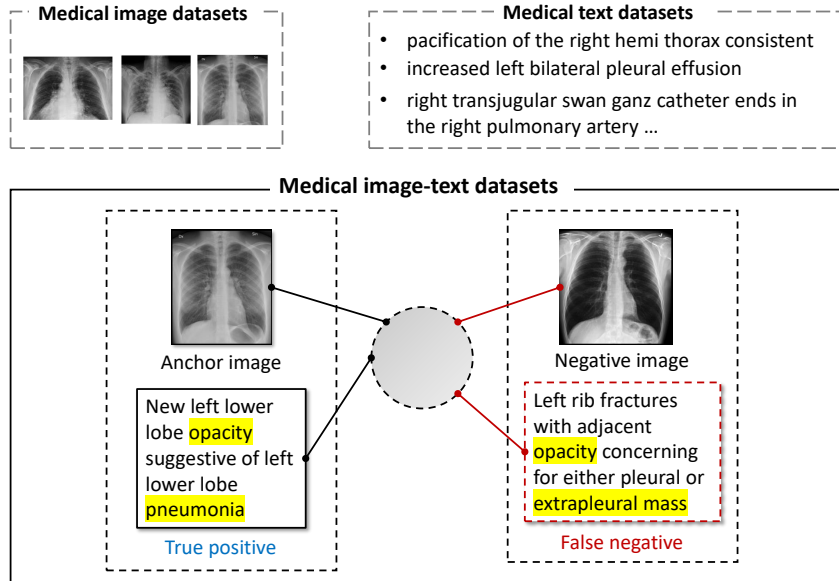 Medical image datasets
Medical text datasets
• pacification of the right hemi thorax consistent
• increased left bilateral pleural effusion
• right transjugular swan ganz catheter ends in
the right pulmonary artery ...
Medical image-text datasets
Anchor image
New left lower
lobe opacity
suggestive of left
lower lobe
pneumonia
True positive
Negative image
Left rib fractures
with adjacent
opacity concerning
for either pleural or
extrapleural mass
False negative